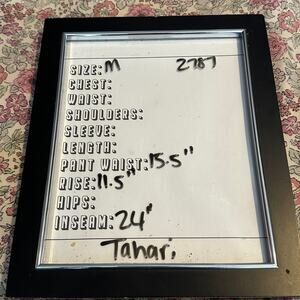 SIZE: M 2787
CHEST:
WAIST:
SHOULDERS:
SLEEVE:
LENGTH:
PANT WAIST: 15.5"
RISE: 11.5"
HIPS:
INSEAM: 24"
Tahari